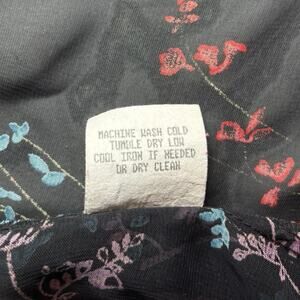 MACHINE WASH COLD
TUMBLE DRY LOW
COOL IRON IF NEEDED
OR DRY CLEAN